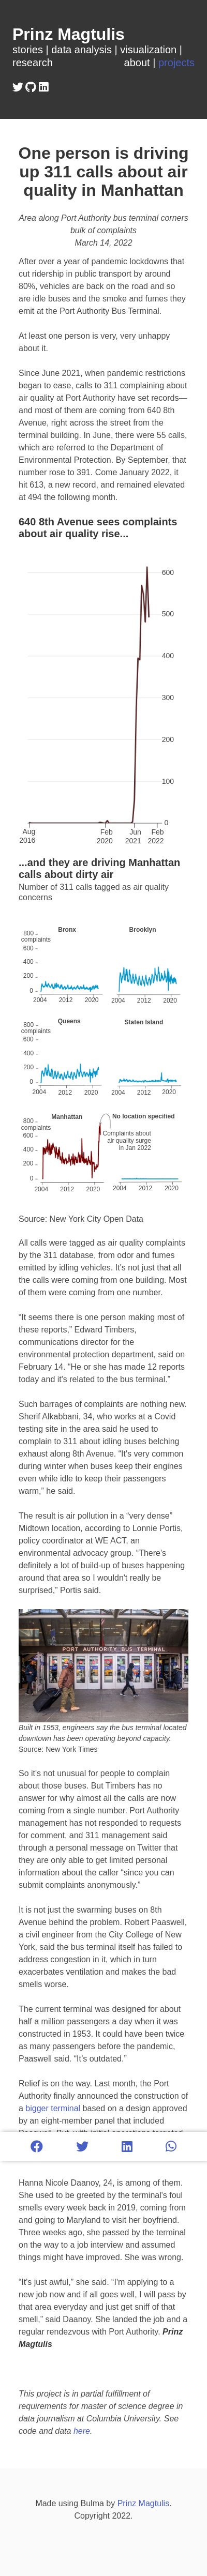 Prinz Magtulis
stories | data analysis | visualization |
research about | projects
One person is driving
up 311 calls about air
quality in Manhattan
Area along Port Authority bus terminal corners
bulk of complaints
March 14, 2022
After over a year of pandemic lockdowns that
cut ridership in public transport by around
80%, vehicles are back on the road and so
are idle buses and the smoke and fumes they
emit at the Port Authority Bus Terminal.
At least one person is very, very unhappy
about it.
Since June 2021, when pandemic restrictions
began to ease, calls to 311 complaining about
air quality at Port Authority have set records—
and most of them are coming from 640 8th
Avenue, right across the street from the
terminal building. In June, there were 55 calls,
which are referred to the Department of
Environmental Protection. By September, that
number rose to 391. Come January 2022, it
hit 613, a new record, and remained elevated
at 494 the following month.
640 8th Avenue sees complaints
about air quality rise...
600
500
400
300
200
100
0
Aug Feb Jun Feb
2016 2020 2021 2022
...and they are driving Manhattan
calls about dirty air
Number of 311 calls tagged as air quality
concerns
Bronx Brooklyn
800
complaints
600
400
200
0
2004 2012 2020 2004 2012 2020
Queens Staten Island
800
complaints
600
400
200
0
2004 2012 2020 2004 2012 2020
Manhattan No location specified
800
complaints
600
400
200
0
Complaints about
air quality surge
in Jan 2022
2004 2012 2020 2004 2012 2020
Source: New York City Open Data
All calls were tagged as air quality complaints
by the 311 database, from odor and fumes
emitted by idling vehicles. It's not just that all
the calls were coming from one building. Most
of them were coming from one number.
“It seems there is one person making most of
these reports,” Edward Timbers,
communications director for the
environmental protection department, said on
February 14. “He or she has made 12 reports
today and it's related to the bus terminal.”
Such barrages of complaints are nothing new.
Sherif Alkabbani, 34, who works at a Covid
testing site in the area said he used to
complain to 311 about idling buses belching
exhaust along 8th Avenue. "It's very common
during winter when buses keep their engines
even while idle to keep their passengers
warm,” he said.
The result is air pollution in a “very dense”
Midtown location, according to Lonnie Portis,
policy coordinator at WE ACT, an
environmental advocacy group. “There's
definitely a lot of build-up of buses happening
around that area so I wouldn't really be
surprised,” Portis said.
PORT AUTHORITY BUS TERMINAL
Built in 1953, engineers say the bus terminal located
downtown has been operating beyond capacity.
Source: New York Times
So it's not unusual for people to complain
about those buses. But Timbers has no
answer for why almost all the calls are now
coming from a single number. Port Authority
management has not responded to requests
for comment, and 311 management said
through a personal message on Twitter that
they are only able to get limited personal
information about the caller “since you can
submit complaints anonymously.”
It is not just the swarming buses on 8th
Avenue behind the problem. Robert Paaswell,
a civil engineer from the City College of New
York, said the bus terminal itself has failed to
address congestion in it, which in turn
exacerbates ventilation and makes the bad
smells worse.
The current terminal was designed for about
half a million passengers a day when it was
constructed in 1953. It could have been twice
as many passengers before the pandemic,
Paaswell said. “It's outdated.”
Relief is on the way. Last month, the Port
Authority finally announced the construction of
a bigger terminal based on a design approved
by an eight-member panel that included
Hanna Nicole Daanoy, 24, is among of them.
She used to be greeted by the terminal's foul
smells every week back in 2019, coming from
and going to Maryland to visit her boyfriend.
Three weeks ago, she passed by the terminal
on the way to a job interview and assumed
things might have improved. She was wrong.
“It's just awful,” she said. “I'm applying to a
new job now and if all goes well, I will pass by
that area everyday and just get sniff of that
smell,” said Daanoy. She landed the job and a
regular rendezvous with Port Authority. Prinz
Magtulis
This project is in partial fulfillment of
requirements for master of science degree in
data journalism at Columbia University. See
code and data here.
Made using Bulma by Prinz Magtulis.
Copyright 2022.